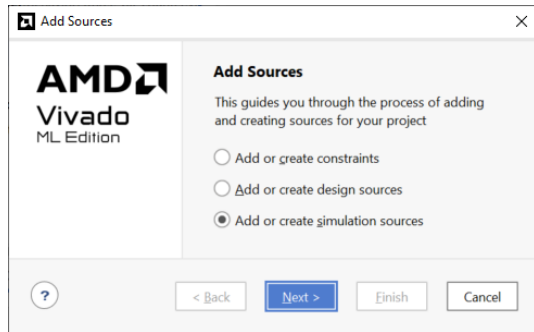 Add Sources
AMD
Vivado
ML Edition
Add Sources
This guides you through the process of adding
and creating sources for your project
Add or create constraints
Add or create design sources
Add or create simulation sources
?
< Back
Next >
Finish
Cancel